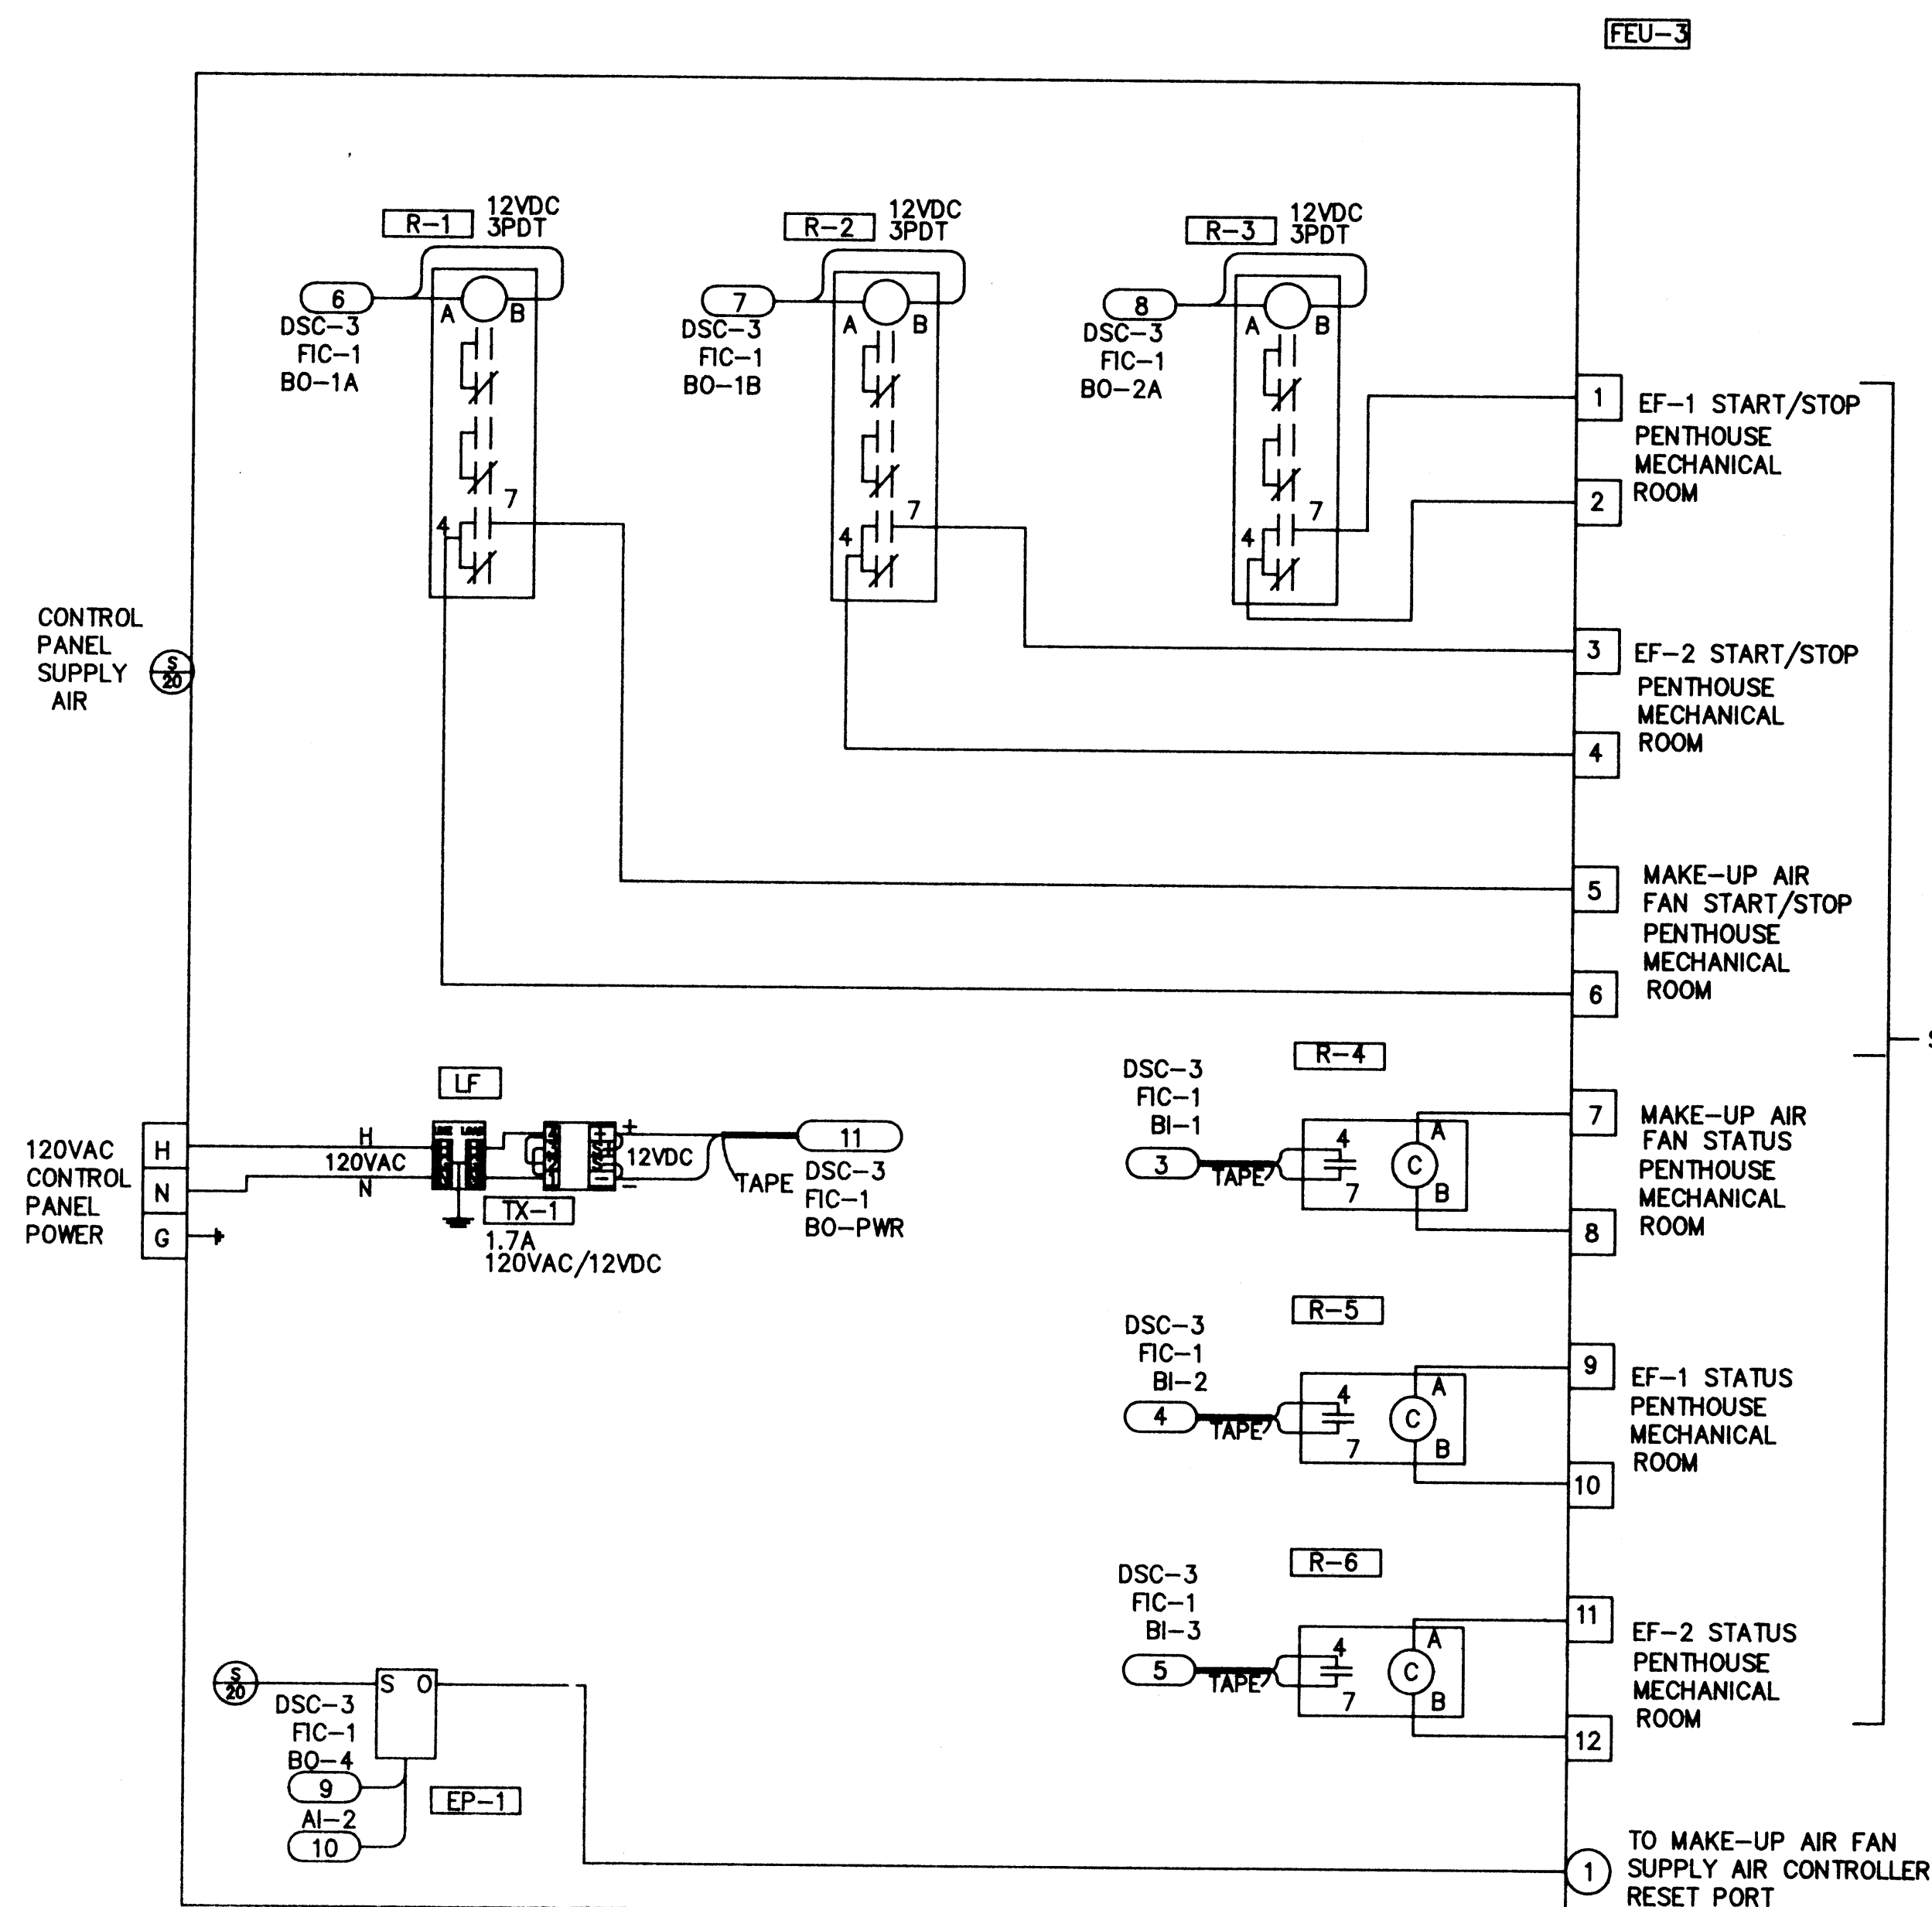 FEU-3
R-1
12VDC
3PDT
6
A
B
DSC-3
FIC-1
BO-1A
7
4
R-2
12VDC
3PDT
7
A
B
DSC-3
FIC-1
BO-1B
7
4
R-3
12VDC
3PDT
8
A
B
DSC-3
FIC-1
BO-2A
7
4
1
2
EF-1 START/STOP
PENTHOUSE
MECHANICAL
ROOM
CONTROL
PANEL
SUPPLY
AIR
S
20
3
4
EF-2 START/STOP
PENTHOUSE
MECHANICAL
ROOM
5
6
MAKE-UP AIR
FAN START/STOP
PENTHOUSE
MECHANICAL
ROOM
S
120VAC
CONTROL
PANEL
POWER
H
N
G
H
120VAC
N
LF
LINE LOAD
TX-1
1.7A
120VAC/12VDC
+
12VDC
-
TAPE
11
DSC-3
FIC-1
BO-PWR
R-4
DSC-3
FIC-1
BI-1
3
TAPE
4
7
C
A
B
7
8
MAKE-UP AIR
FAN STATUS
PENTHOUSE
MECHANICAL
ROOM
R-5
DSC-3
FIC-1
BI-2
4
TAPE
4
7
C
A
B
9
10
EF-1 STATUS
PENTHOUSE
MECHANICAL
ROOM
R-6
DSC-3
FIC-1
BI-3
5
TAPE
4
7
C
A
B
11
12
EF-2 STATUS
PENTHOUSE
MECHANICAL
ROOM
S
20
S O
DSC-3
FIC-1
BO-4
9
AI-2
10
EP-1
1
TO MAKE-UP AIR FAN
SUPPLY AIR CONTROLLER
RESET PORT